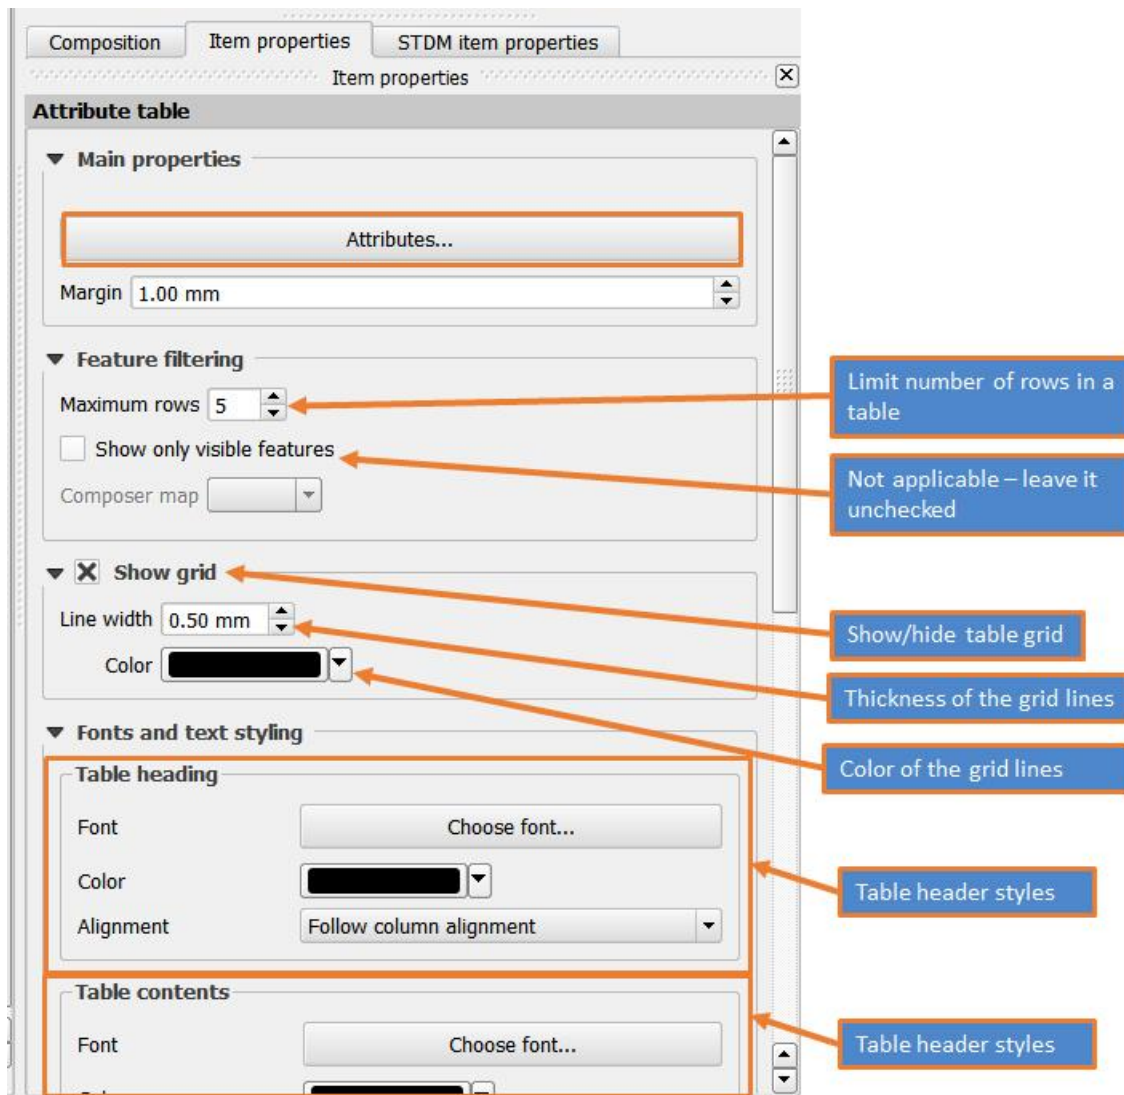 Composition Item properties STDM item properties
Item properties
Attribute table
Main properties
Attributes...
Margin 1.00 mm
Feature filtering
Maximum rows 5
Show only visible features
Composer map
Show grid
Line width 0.50 mm
Color
Fonts and text styling
Table heading
Font Choose font...
Color
Alignment Follow column alignment
Table contents
Font Choose font...
Limit number of rows in a
table
Not applicable – leave it
unchecked
Show/hide table grid
Thickness of the grid lines
Color of the grid lines
Table header styles
Table header styles